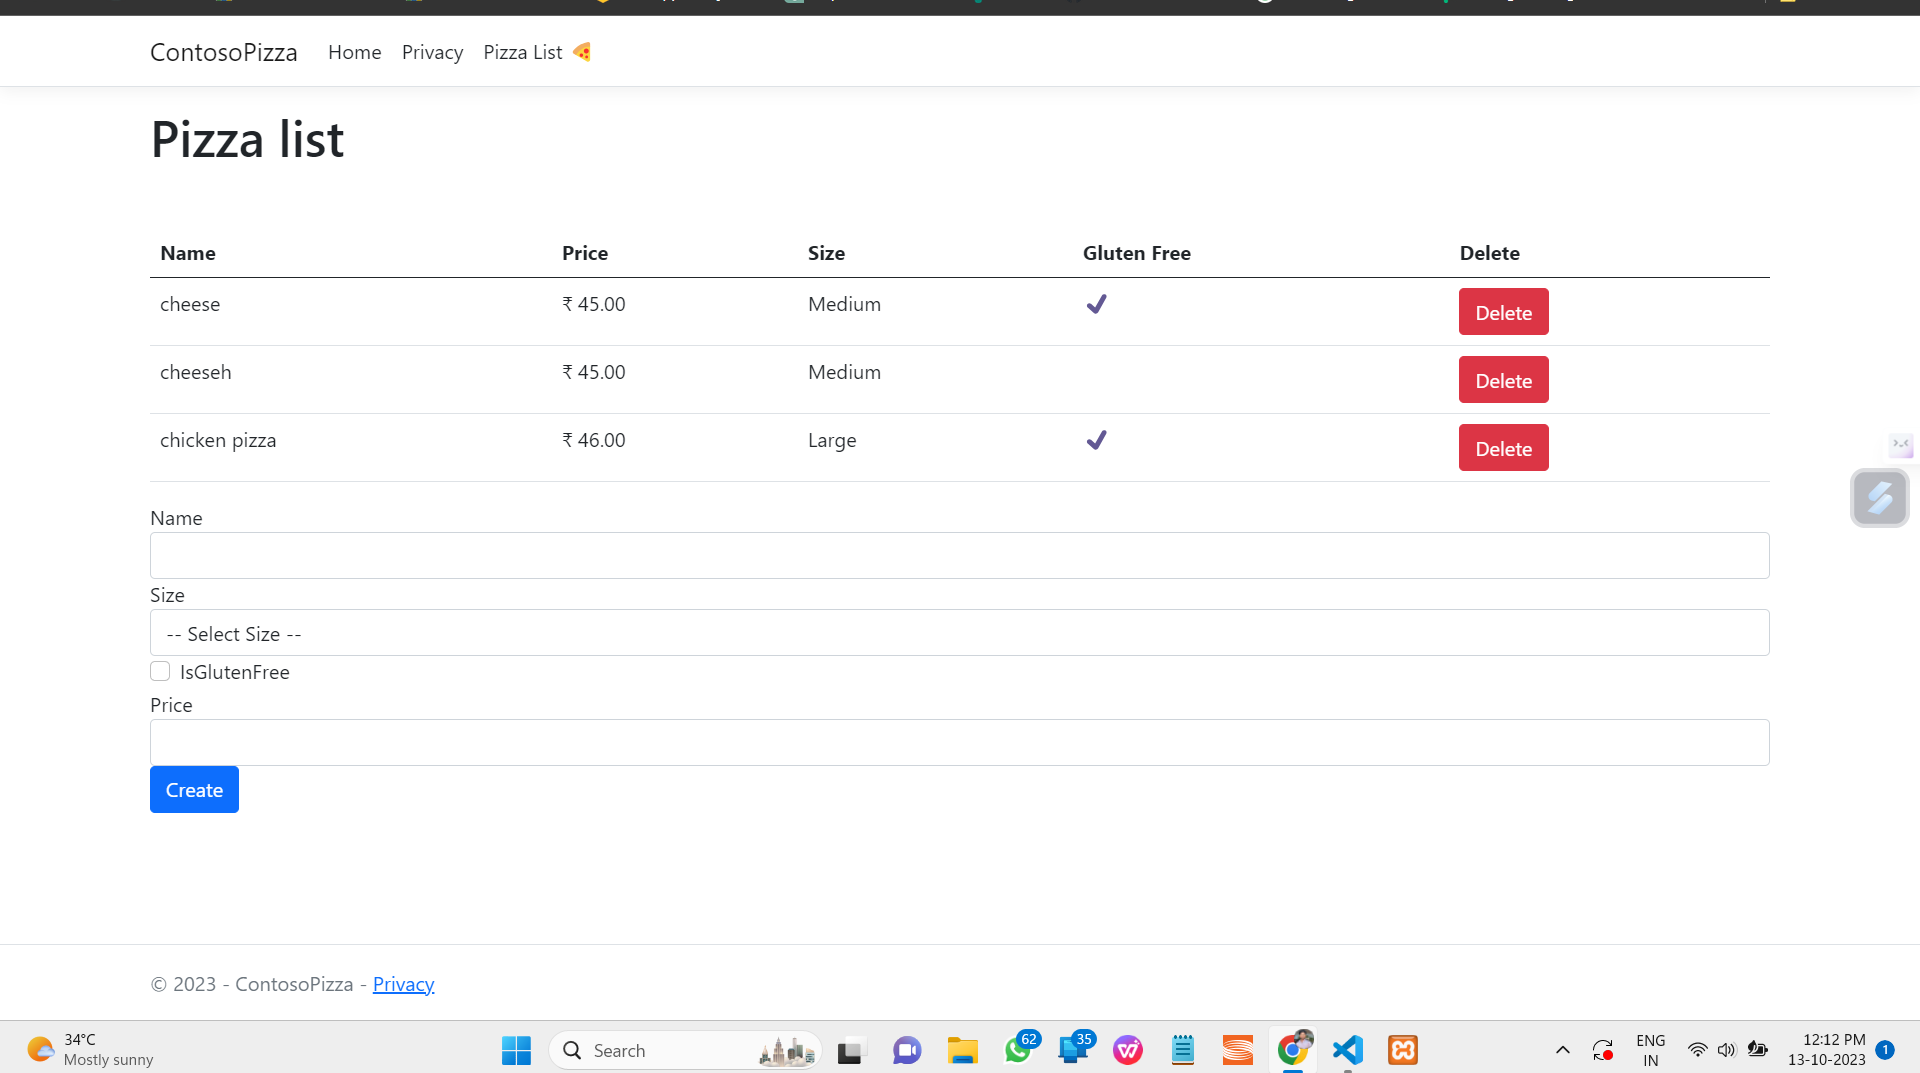 ContosoPizza Home Privacy Pizza List 🍕
Pizza list
Name Price Size Gluten Free Delete
cheese ₹ 45.00 Medium ✔ Delete
cheeseh ₹ 45.00 Medium Delete
chicken pizza ₹ 46.00 Large ✔ Delete
Name
Size
-- Select Size --
IsGlutenFree
Price
Create
© 2023 - ContosoPizza - Privacy
34°C
Mostly sunny
Search
62
35
ENG
IN
12:12 PM
13-10-2023
1